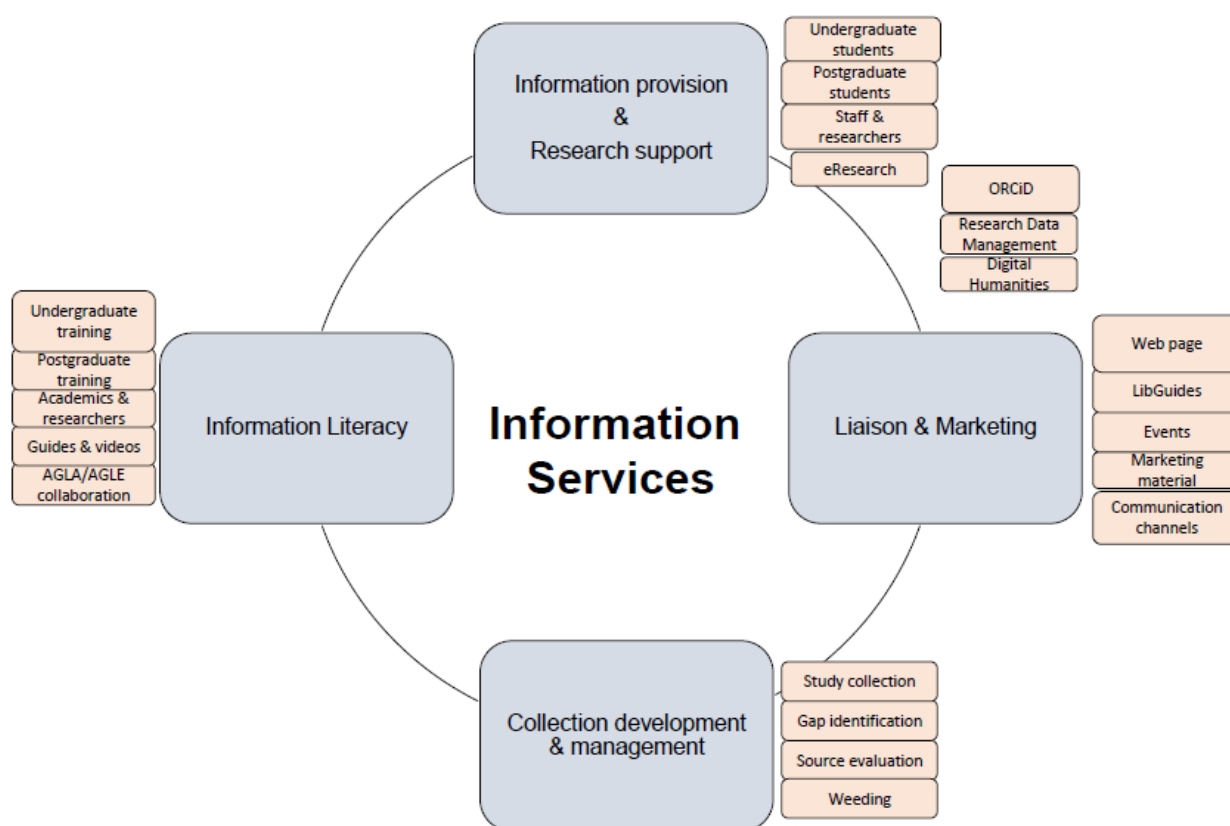 Information provision
&
Research support
Undergraduate
students
Postgraduate
students
Staff &
researchers
eResearch
ORCiD
Research Data
Management
Digital
Humanities
Undergraduate
training
Postgraduate
training
Academics &
researchers
Guides & videos
AGLA/AGLE
collaboration
Information Literacy
Information
Services
Liaison & Marketing
Web page
LibGuides
Events
Marketing
material
Communication
channels
Collection development
& management
Study collection
Gap identification
Source evaluation
Weeding